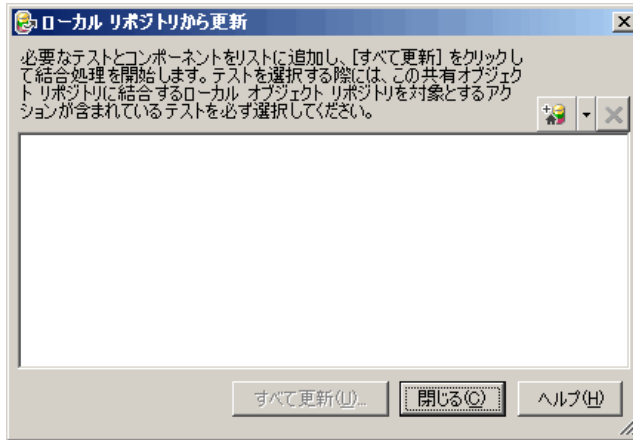 ローカル リポジトリから更新
必要なテストとコンポーネントをリストに追加し、[すべて更新] をクリックし
て結合処理を開始します。テストを選択する際には、この共有オブジェク
ト リポジトリに結合するローカル オブジェクト リポジトリを対象とするアク
ションが含まれているテストを必ず選択してください。
すべて更新(U)... 閉じる(C) ヘルプ(H)